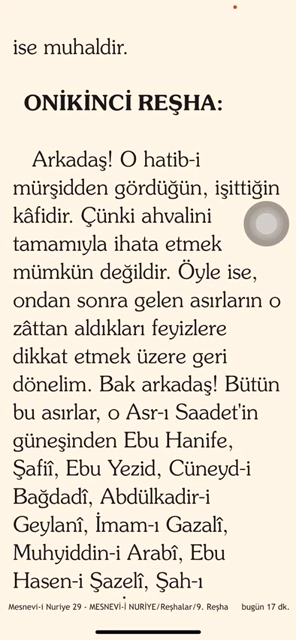 ise muhaldir.
ONİKİNCİ REŞHA:
Arkadaş! O hatib-i
mürşidden gördüğün, işittiğin
kâfidir. Çünki ahvalini
tamamıyla ihata etmek
mümkün değildir. Öyle ise,
ondan sonra gelen asırların o
zâttan aldıkları feyizlere
dikkat etmek üzere geri
dönelim. Bak arkadaş! Bütün
bu asırlar, o Asr-ı Saadet'in
güneşinden Ebu Hanife,
Şafiî, Ebu Yezid, Cüneyd-i
Bağdadî, Abdülkadir-i
Geylanî, İmam-ı Gazalî,
Muhyiddin-i Arabî, Ebu
Hasen-i Şazelî, Şah-ı
Mesnevi-i Nuriye 29 - MESNEVİ-İ NURİYE/Reşhalar/9. Reşha bugün 17 dk.